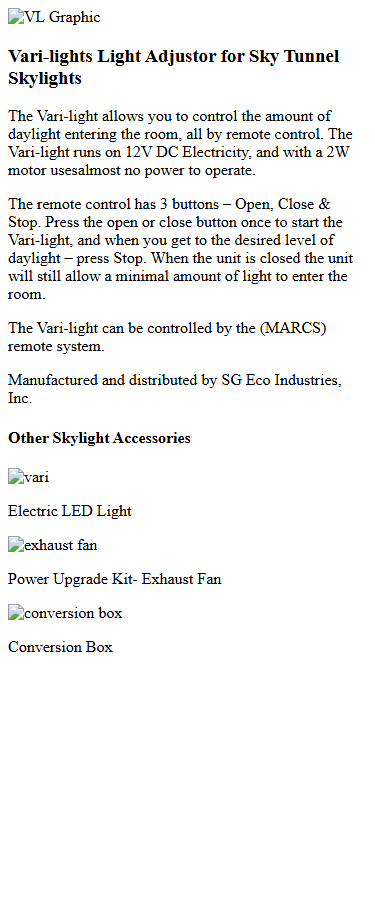 VL Graphic
Vari-lights Light Adjustor for Sky Tunnel
Skylights
The Vari-light allows you to control the amount of
daylight entering the room, all by remote control. The
Vari-light runs on 12V DC Electricity, and with a 2W
motor usesalmost no power to operate.
The remote control has 3 buttons – Open, Close &
Stop. Press the open or close button once to start the
Vari-light, and when you get to the desired level of
daylight – press Stop. When the unit is closed the unit
will still allow a minimal amount of light to enter the
room.
The Vari-light can be controlled by the (MARCS)
remote system.
Manufactured and distributed by SG Eco Industries,
Inc.
Other Skylight Accessories
vari
Electric LED Light
exhaust fan
Power Upgrade Kit- Exhaust Fan
conversion box
Conversion Box